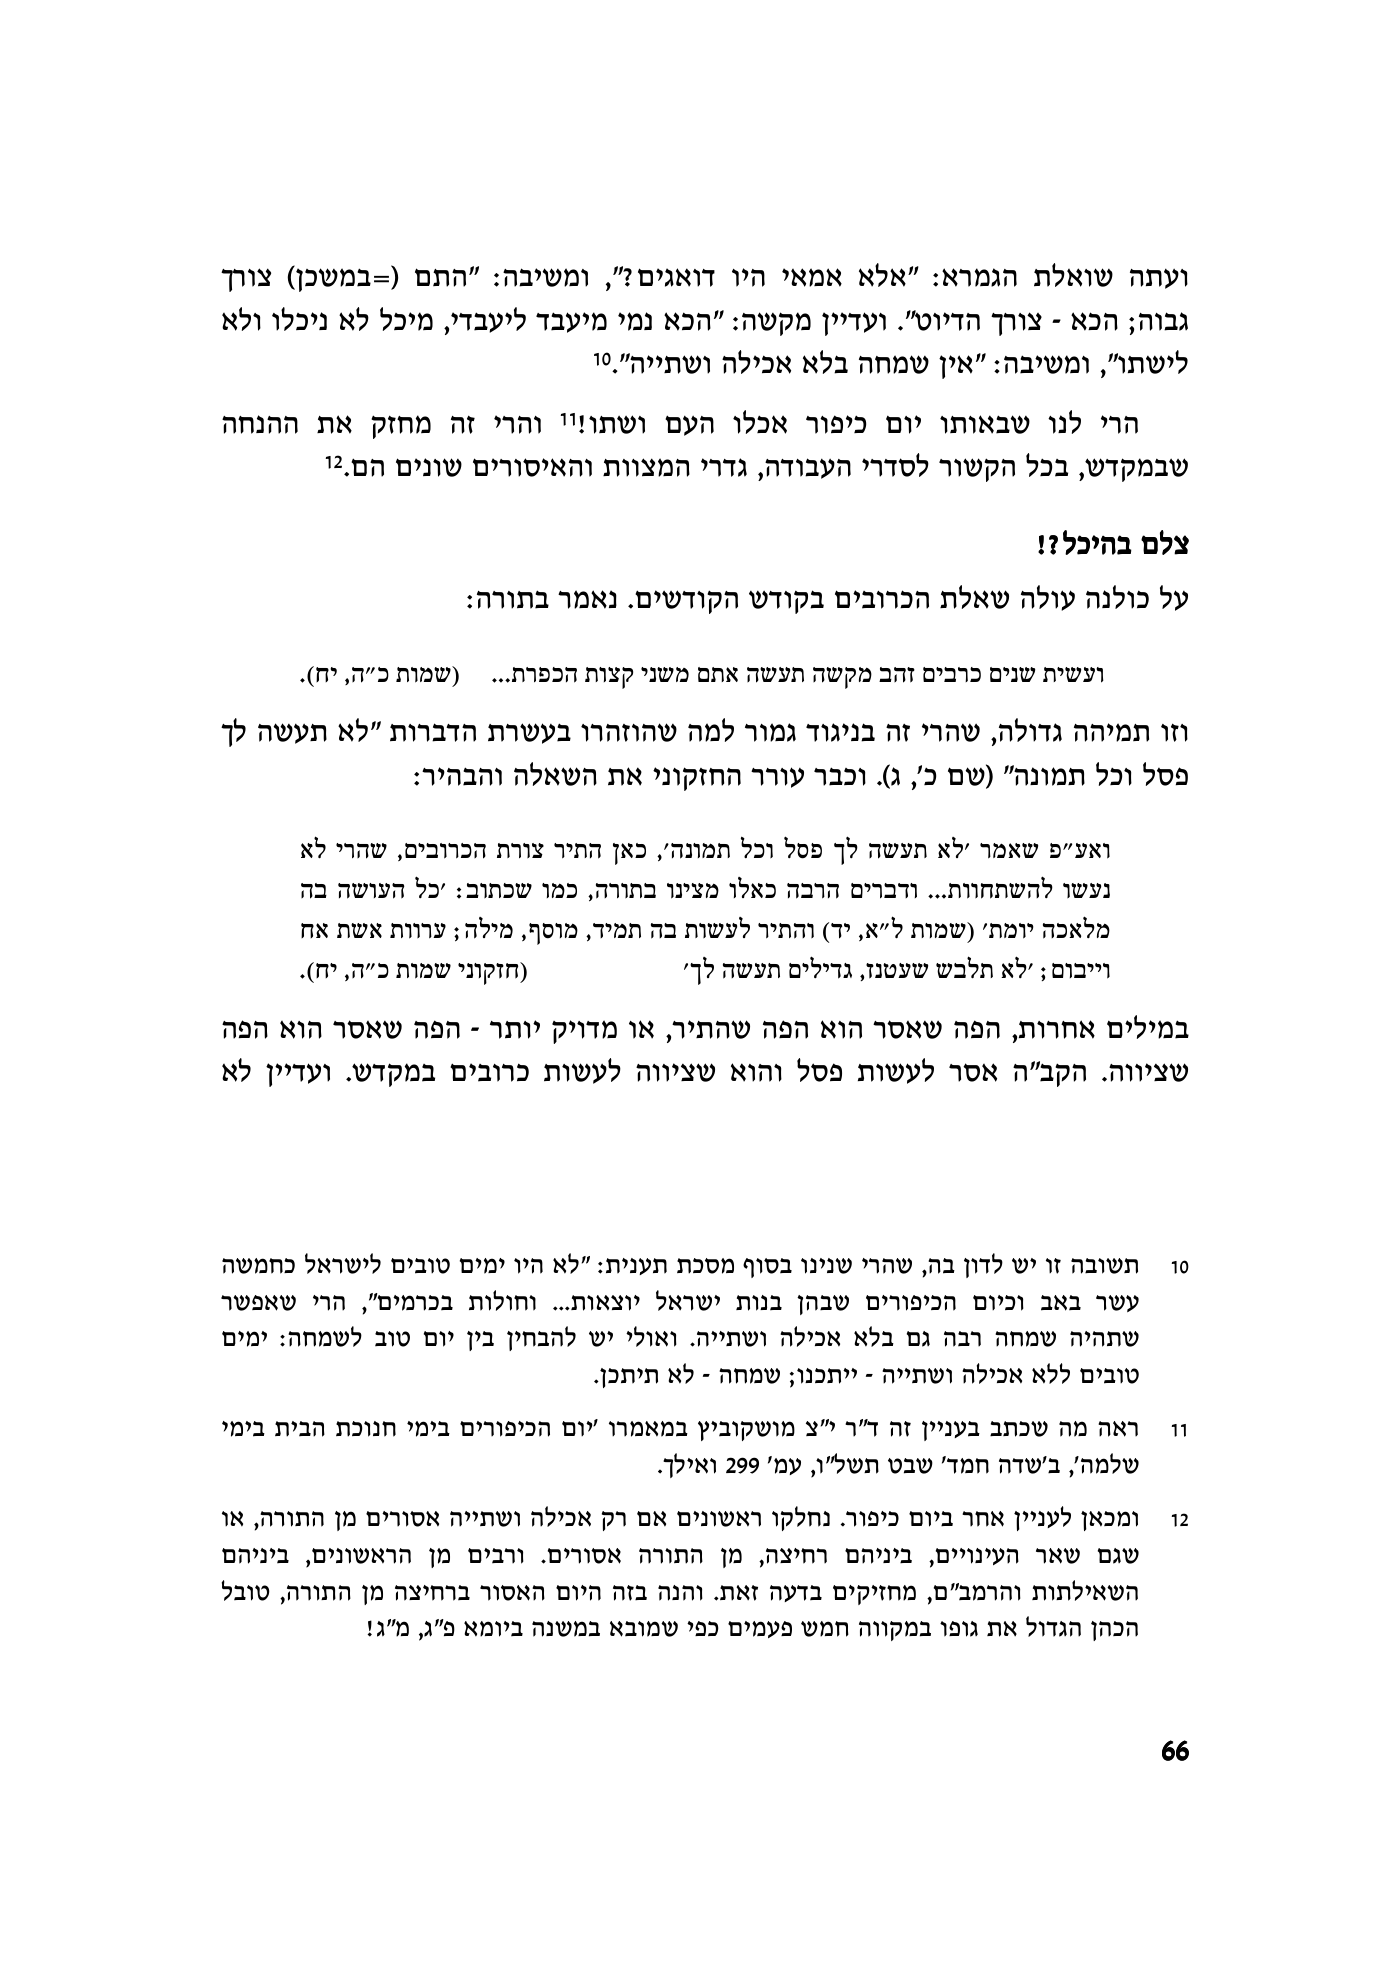 ועתה שואלת הגמרא: "אלא אמאי היו דואגים?", ומשיבה: "התם (=במשכן) צורך
גבוה; הכא - צורך הדיוט". ועדיין מקשה: "הכא נמי מיעבד ליעבדי, מיכל לא ניכלו ולא
לישתו", ומשיבה: "אין שמחה בלא אכילה ושתייה".10
הרי לנו שבאותו יום כיפור אכלו העם ושתו!11 והרי זה מחזק את ההנחה
שבמקדש, בכל הקשור לסדרי העבודה, גדרי המצוות והאיסורים שונים הם.12
צלם בהיכל?!
על כולנה עולה שאלת הכרובים בקודש הקודשים. נאמר בתורה:
ועשית שנים כרבים זהב מקשה תעשה אתם משני קצות הכפרת... (שמות כ"ה, יח).
וזו תמיהה גדולה, שהרי זה בניגוד גמור למה שהוזהרו בעשרת הדברות "לא תעשה לך
פסל וכל תמונה" (שם כ', ג). וכבר עורר החזקוני את השאלה והבהיר:
ואע"פ שאמר 'לא תעשה לך פסל וכל תמונה', כאן התיר צורת הכרובים, שהרי לא
נעשו להשתחוות... ודברים הרבה כאלו מצינו בתורה, כמו שכתוב: 'כל העושה בה
מלאכה יומת' (שמות ל"א, יד) והתיר לעשות בה תמיד, מוסף, מילה; ערוות אשת אח
וייבום; 'לא תלבש שעטנז, גדילים תעשה לך' (חזקוני שמות כ"ה, יח).
במילים אחרות, הפה שאסר הוא הפה שהתיר, או מדויק יותר - הפה שאסר הוא הפה
שציווה. הקב"ה אסר לעשות פסל והוא שציווה לעשות כרובים במקדש. ועדיין לא
10 תשובה זו יש לדון בה, שהרי שנינו בסוף מסכת תענית: "לא היו ימים טובים לישראל כחמשה
עשר באב וכיום הכיפורים שבהן בנות ישראל יוצאות... וחולות בכרמים", הרי שאפשר
שתהיה שמחה רבה גם בלא אכילה ושתייה. ואולי יש להבחין בין יום טוב לשמחה: ימים
טובים ללא אכילה ושתייה - ייתכנו; שמחה - לא תיתכן.
11 ראה מה שכתב בעניין זה ד"ר י"צ מושקוביץ במאמרו 'יום הכיפורים בימי חנוכת הבית בימי
שלמה', ב'שדה חמד' שבט תשל"ו, עמ' 299 ואילך.
12 ומכאן לעניין אחר ביום כיפור. נחלקו ראשונים אם רק אכילה ושתייה אסורים מן התורה, או
שגם שאר העינויים, ביניהם רחיצה, מן התורה אסורים. ורבים מן הראשונים, ביניהם
השאילתות והרמב"ם, מחזיקים בדעה זאת. והנה בזה היום האסור ברחיצה מן התורה, טובל
הכהן הגדול את גופו במקווה חמש פעמים כפי שמובא במשנה ביומא פ"ג, מ"ג!
66